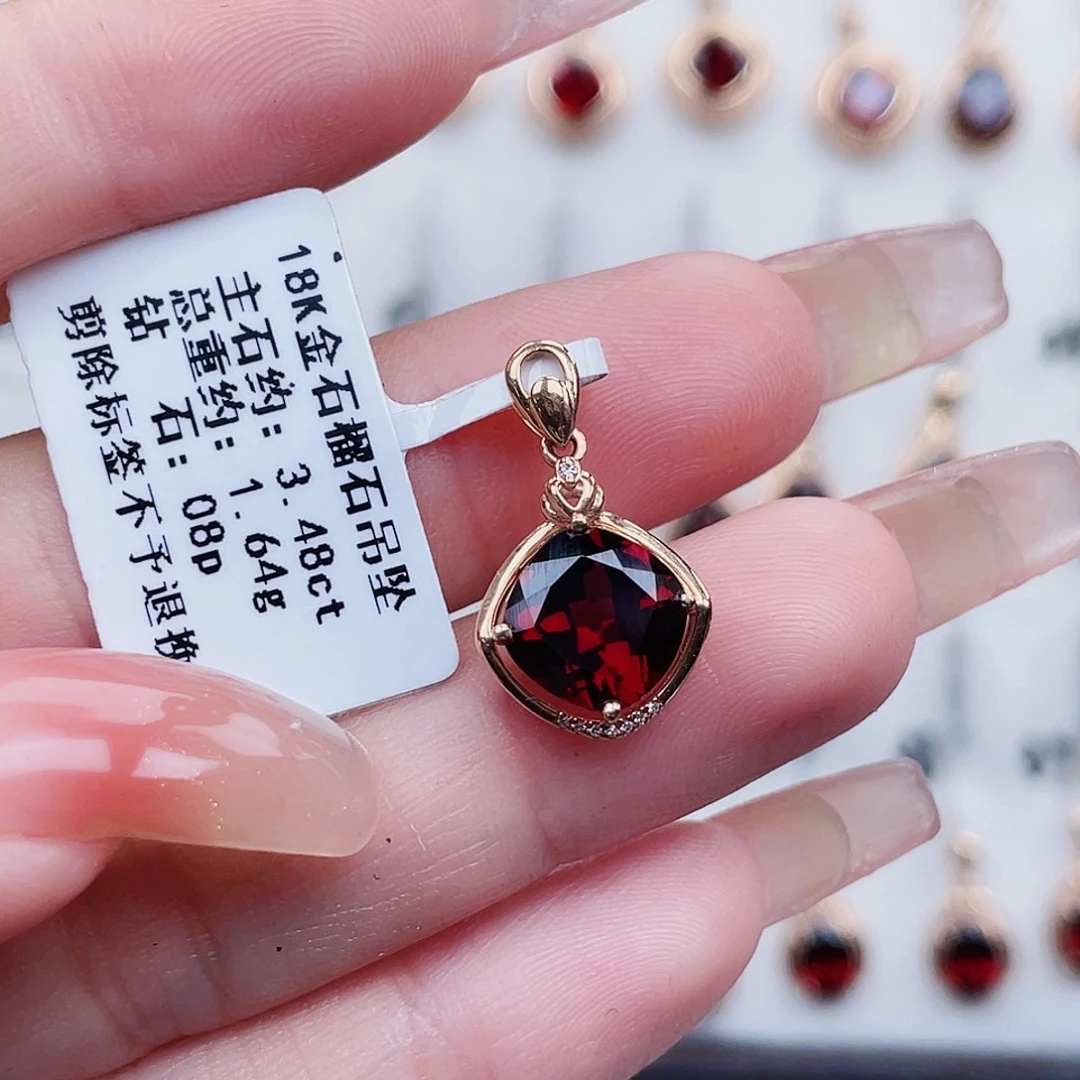 18K金石榴石吊坠
主石约: 3.48ct
总重约: 1.64g
钻 石: 08p
剪除标签不予退换